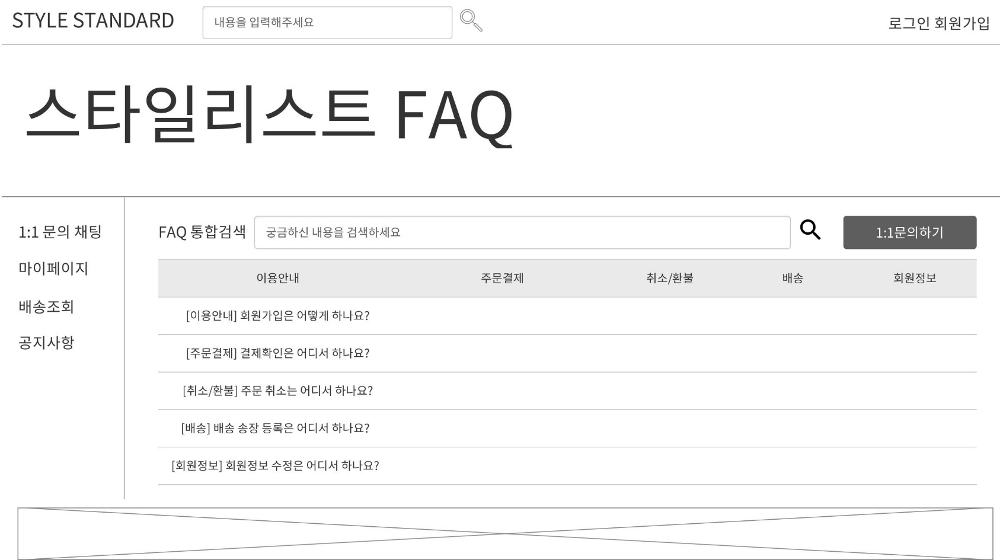 STYLE STANDARD 내용을 입력해주세요 로그인 회원가입
스타일리스트 FAQ
1:1 문의 채팅
마이페이지
배송조회
공지사항
FAQ 통합검색 궁금하신 내용을 검색하세요 1:1문의하기
이용안내 주문결제 취소/환불 배송 회원정보
[이용안내] 회원가입은 어떻게 하나요?
[주문결제] 결제확인은 어디서 하나요?
[취소/환불] 주문 취소는 어디서 하나요?
[배송] 배송 송장 등록은 어디서 하나요?
[회원정보] 회원정보 수정은 어디서 하나요?